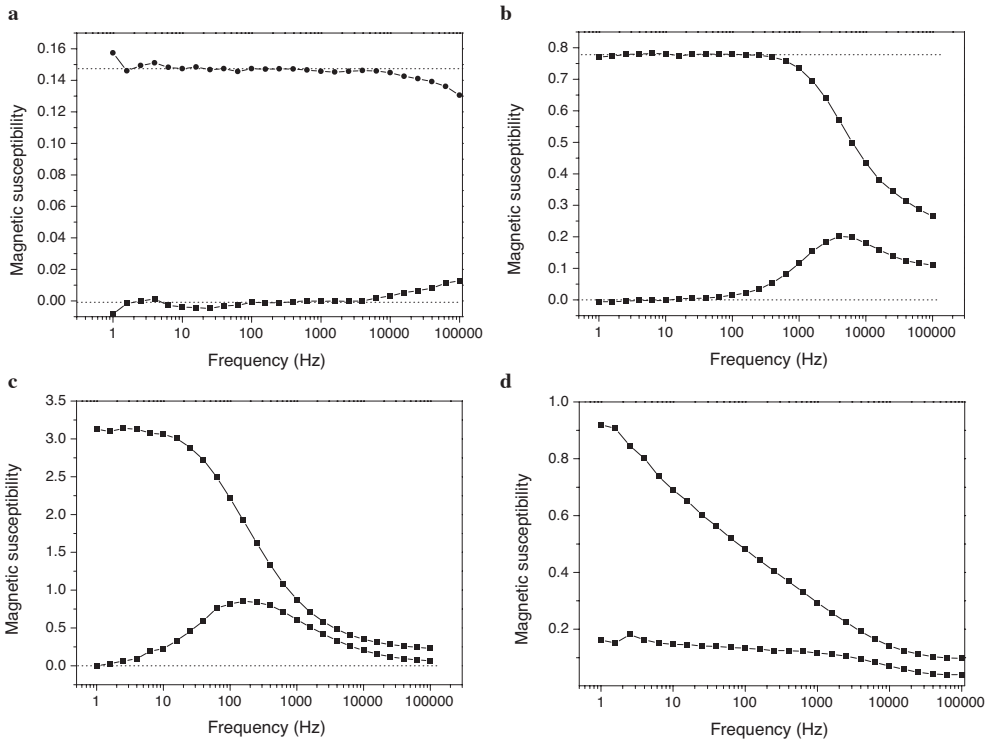 a
0.16
0.14
0.12
0.10
0.08
0.06
0.04
0.02
0.00
Magnetic susceptibility
1 10 100 1000 10000 100000
Frequency (Hz)
b
0.8
0.7
0.6
0.5
0.4
0.3
0.2
0.1
0.0
Magnetic susceptibility
1 10 100 1000 10000 100000
Frequency (Hz)
c
3.5
3.0
2.5
2.0
1.5
1.0
0.5
0.0
Magnetic susceptibility
1 10 100 1000 10000 100000
Frequency (Hz)
d
1.0
0.8
0.6
0.4
0.2
Magnetic susceptibility
1 10 100 1000 10000 100000
Frequency (Hz)